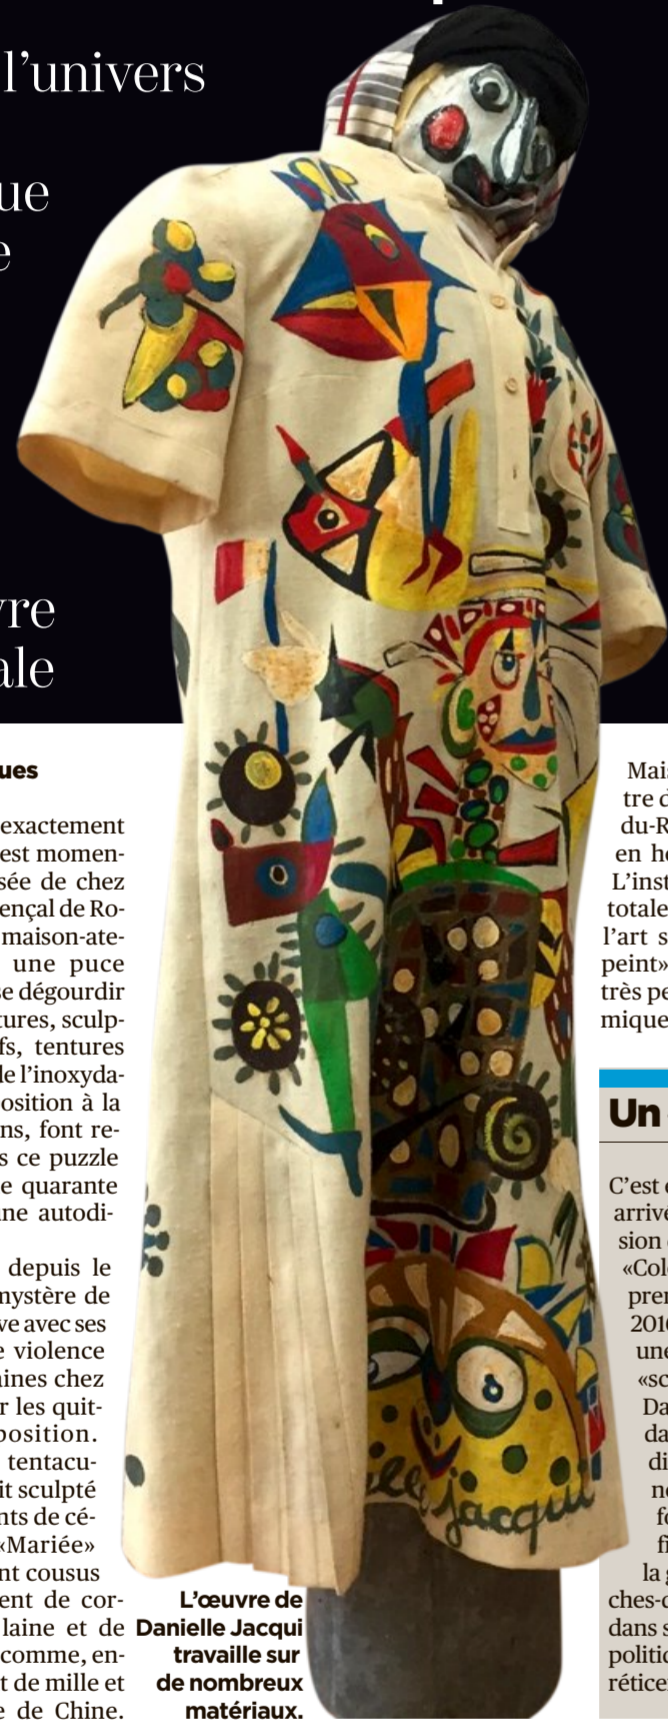 l’univers
ue
e
vre
ale
ues
exactement
est momen-
sée de chez
ençal de Ro-
maison-ate-
une puce
se dégourdir
tures, sculp-
fs, tentures
de l’inoxyda-
osition à la
ns, font re-
s ce puzzle
e quarante
une autodi-
depuis le
mystère de
ve avec ses
e violence
aines chez
r les quit-
position.
tentacu-
it sculpté
nts de cé-
«Mariée»
nt cousus
ent de cor-
laine et de
comme, en-
t de mille et
e de Chine.
jacqui
L’œuvre de
Danielle Jacqui
travaille sur
de nombreux
matériaux.
Mais
tre d
du-R
en h
L’inst
totale
l’art s
peint»
très pe
mique
Un
C’est
arrivé
sion
«Col
pren
2016
une
«sc
Da
da
di
n
fo
fi
la
ches-d
dans s
politic
réticen